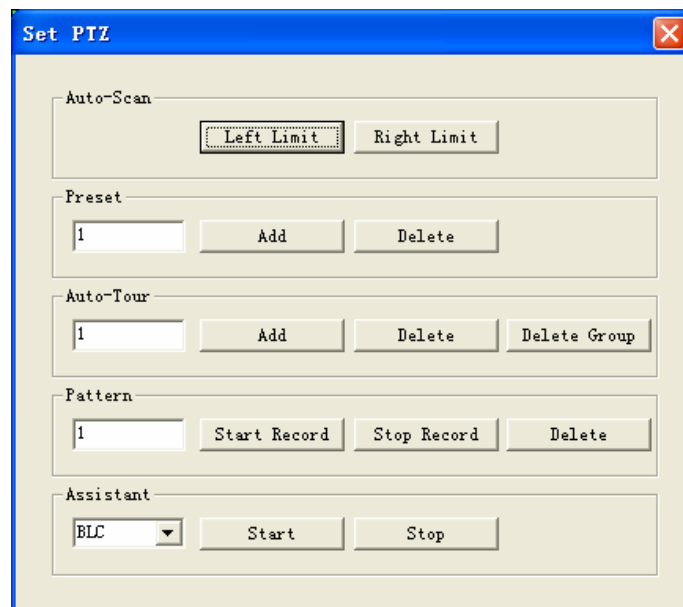 Set PTZ
Auto-Scan
Left Limit Right Limit
Preset
1 Add Delete
Auto-Tour
1 Add Delete Delete Group
Pattern
1 Start Record Stop Record Delete
Assistant
BLC Start Stop